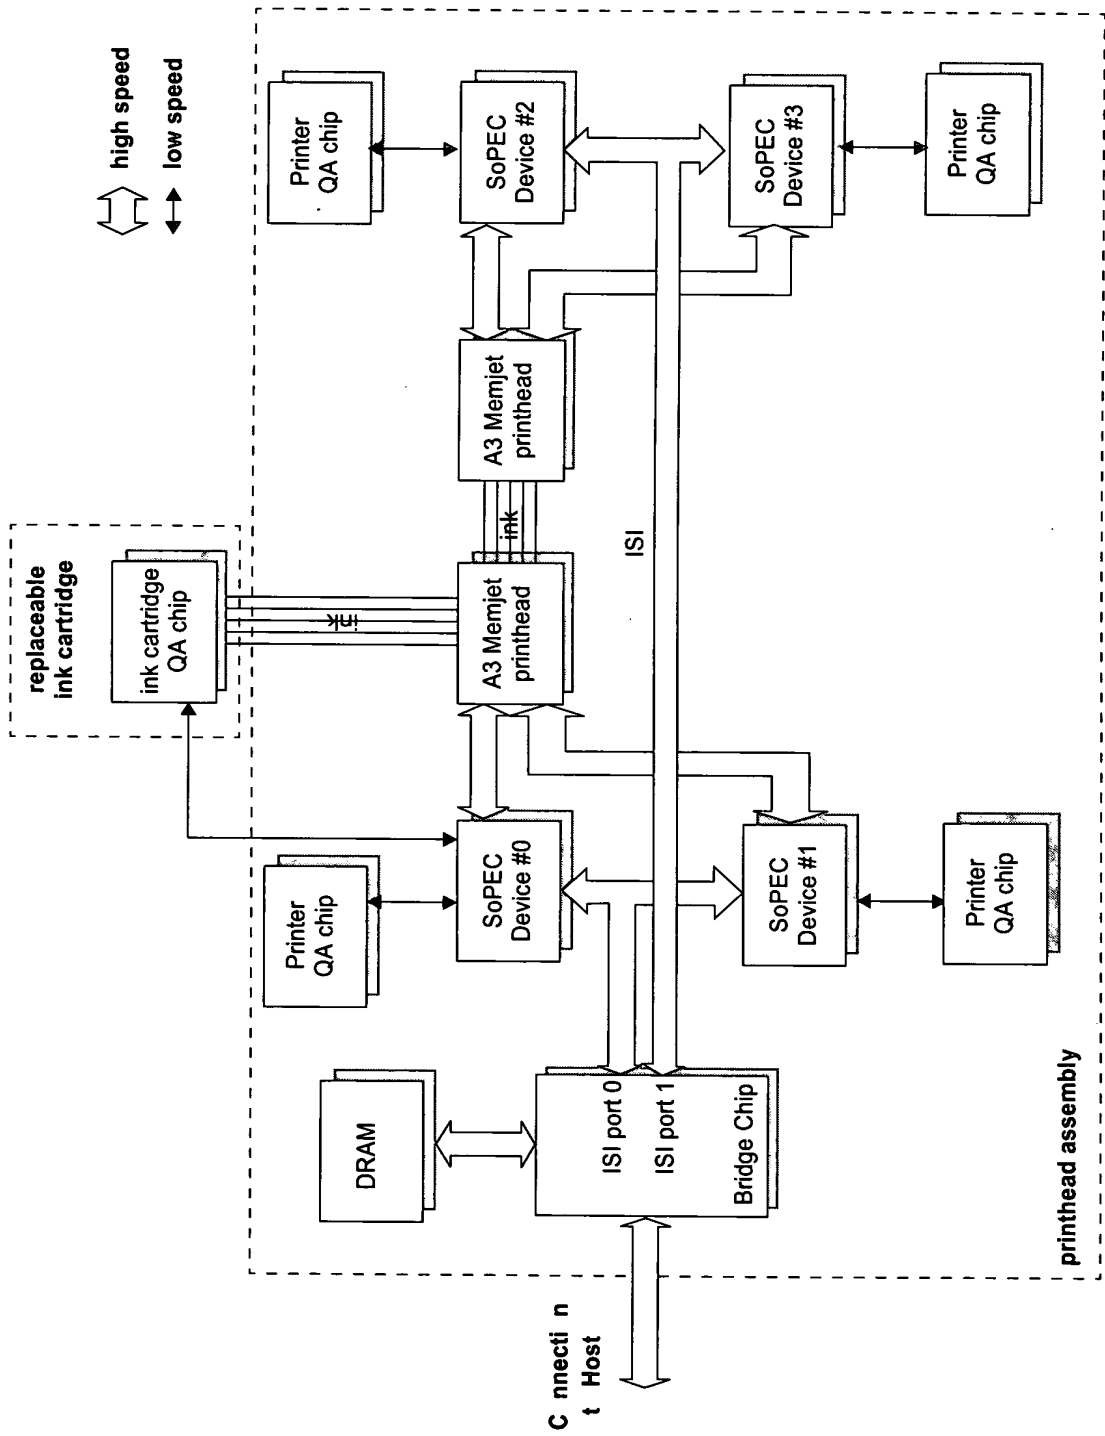 high speed
low speed
replaceable
ink cartridge
ink cartridge
QA chip
Printer
QA chip
Printer
QA chip
ink
DRAM
SoPEC
Device #0
A3 Memjet
printhead
ink
A3 Memjet
printhead
SoPEC
Device #2
C nnecti n
t Host
ISI port 0
ISI port 1
Bridge Chip
ISI
SoPEC
Device #1
SoPEC
Device #3
Printer
QA chip
Printer
QA chip
printhead assembly